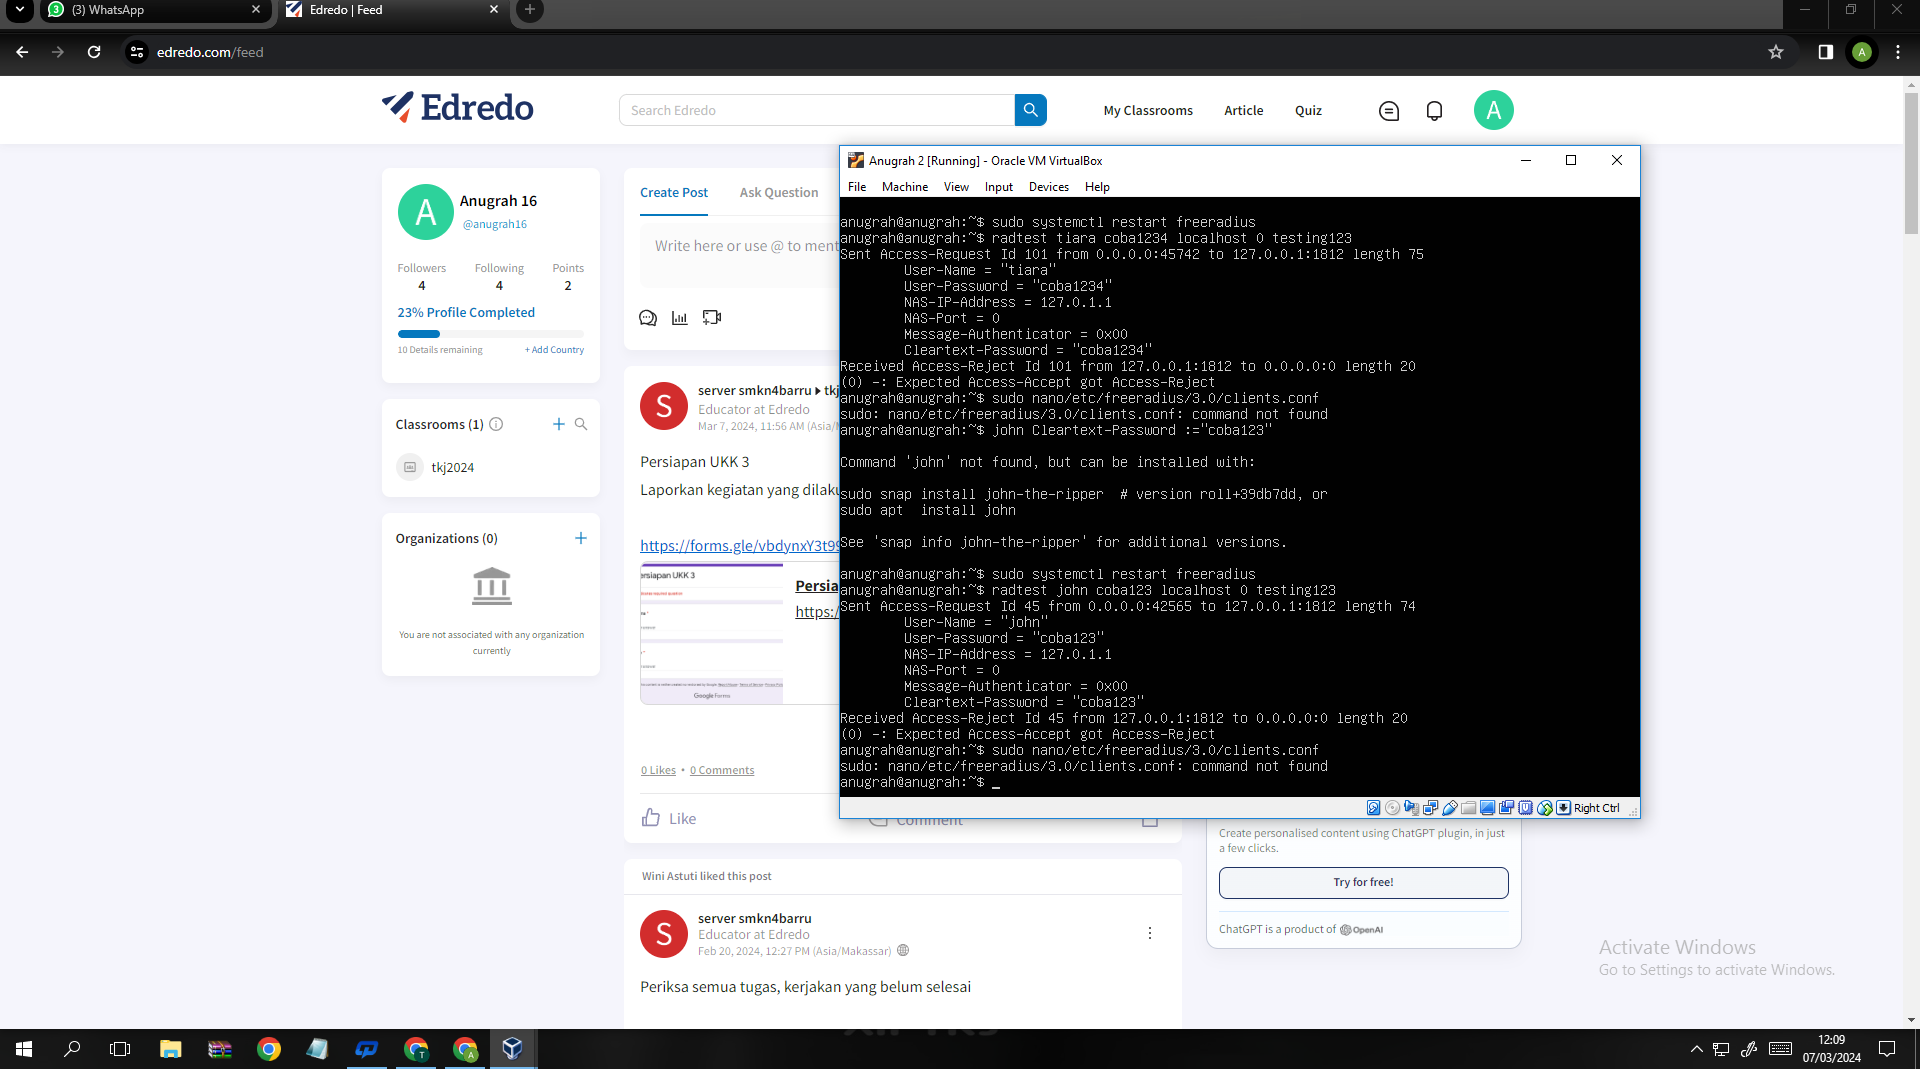 (3) WhatsApp
Edredo | Feed
edredo.com/feed
A
Edredo
Search Edredo
My Classrooms
Article
Quiz
A
A
Anugrah 16
@anugrah16
Followers
Following
Points
4
4
2
23% Profile Completed
10 Details remaining
+ Add Country
Classrooms (1)
tkj2024
Organizations (0)
You are not associated with any organization
currently
Create Post
Ask Question
Write here or use @ to ment
S
server smkn4barru
tkj
Educator at Edredo
Mar 7, 2024, 11:56 AM (Asia/
Persiapan UKK 3
Laporkan kegiatan yang dilaku
https://forms.gle/vbdynxY3t99
ersiapan UKK 3
Google Forms
Persia
https:/
0 Likes • 0 Comments
Like
Comment
Wini Astuti liked this post
S
server smkn4barru
Educator at Edredo
Feb 20, 2024, 12:27 PM (Asia/Makassar)
Periksa semua tugas, kerjakan yang belum selesai
Anugrah 2 [Running] - Oracle VM VirtualBox
File Machine View Input Devices Help
anugrah@anugrah:~$ sudo systemctl restart freeradius
anugrah@anugrah:~$ radtest tiara coba1234 localhost 0 testing123
Sent Access-Request Id 101 from 0.0.0.0:45742 to 127.0.0.1:1812 length 75
User-Name = "tiara"
User-Password = "coba1234"
NAS-IP-Address = 127.0.1.1
NAS-Port = 0
Message-Authenticator = 0x00
Cleartext-Password = "coba1234"
Received Access-Reject Id 101 from 127.0.0.1:1812 to 0.0.0.0:0 length 20
(0) -: Expected Access-Accept got Access-Reject
anugrah@anugrah:~$ sudo nano/etc/freeradius/3.0/clients.conf
sudo: nano/etc/freeradius/3.0/clients.conf: command not found
anugrah@anugrah:~$ john Cleartext-Password :="coba123"
Command 'john' not found, but can be installed with:
sudo snap install john-the-ripper  # version roll+39db7dd, or
sudo apt  install john
See 'snap info john-the-ripper' for additional versions.
anugrah@anugrah:~$ sudo systemctl restart freeradius
anugrah@anugrah:~$ radtest john coba123 localhost 0 testing123
Sent Access-Request Id 45 from 0.0.0.0:42565 to 127.0.0.1:1812 length 74
User-Name = "john"
User-Password = "coba123"
NAS-IP-Address = 127.0.1.1
NAS-Port = 0
Message-Authenticator = 0x00
Cleartext-Password = "coba123"
Received Access-Reject Id 45 from 127.0.0.1:1812 to 0.0.0.0:0 length 20
(0) -: Expected Access-Accept got Access-Reject
anugrah@anugrah:~$ sudo nano/etc/freeradius/3.0/clients.conf
sudo: nano/etc/freeradius/3.0/clients.conf: command not found
anugrah@anugrah:~$ _
Right Ctrl
Create personalised content using ChatGPT plugin, in just
a few clicks.
Try for free!
ChatGPT is a product of OpenAI
Activate Windows
Go to Settings to activate Windows.
12:09
07/03/2024